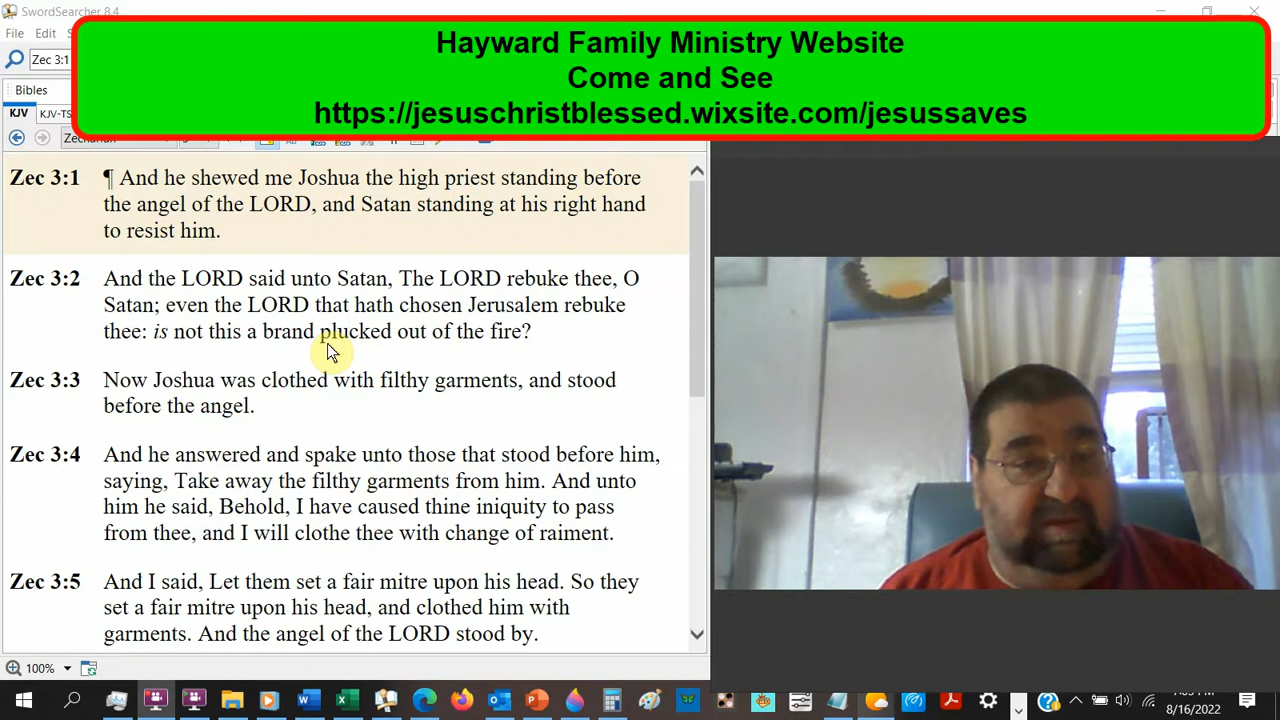 SwordSearcher 8.4
File Edit
Hayward Family Ministry Website
Come and See
https://jesuschristblessed.wixsite.com/jesussaves
Zec 3:1
Bibles
KJV KJV-TS
Zec 3:1 ¶ And he shewed me Joshua the high priest standing before
the angel of the LORD, and Satan standing at his right hand
to resist him.
Zec 3:2 And the LORD said unto Satan, The LORD rebuke thee, O
Satan; even the LORD that hath chosen Jerusalem rebuke
thee: is not this a brand plucked out of the fire?
Zec 3:3 Now Joshua was clothed with filthy garments, and stood
before the angel.
Zec 3:4 And he answered and spake unto those that stood before him,
saying, Take away the filthy garments from him. And unto
him he said, Behold, I have caused thine iniquity to pass
from thee, and I will clothe thee with change of raiment.
Zec 3:5 And I said, Let them set a fair mitre upon his head. So they
set a fair mitre upon his head, and clothed him with
garments. And the angel of the LORD stood by.
100%
8/16/2022